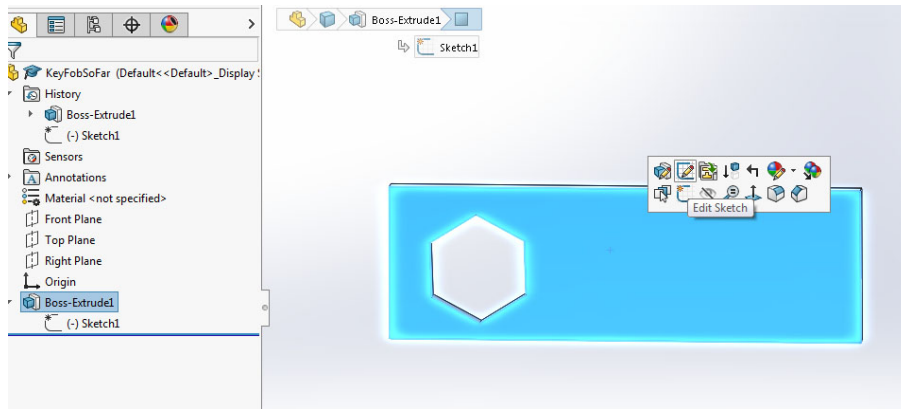 Boss-Extrude1
Sketch1
KeyFobSoFar (Default<<Default>_Display
History
Boss-Extrude1
(-) Sketch1
Sensors
Annotations
Material <not specified>
Front Plane
Top Plane
Right Plane
Origin
Boss-Extrude1
(-) Sketch1
Edit Sketch